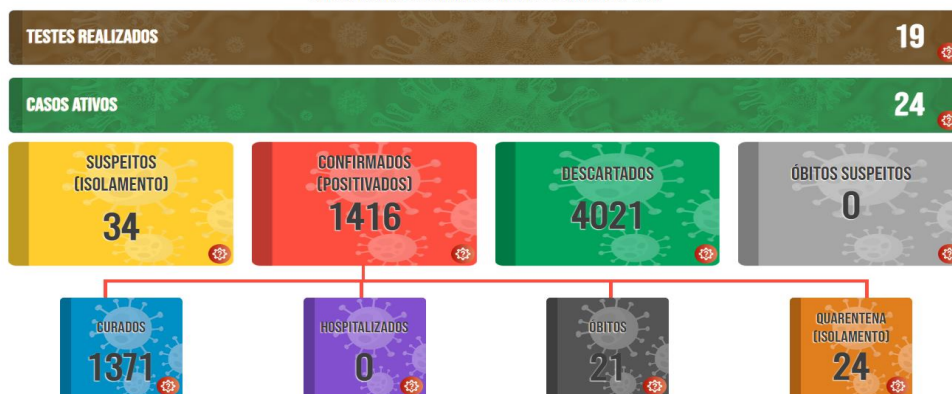 TESTES REALIZADOS 19
CASOS ATIVOS 24
SUSPEITOS
(ISOLAMENTO)
34
CONFIRMADOS
(POSITIVADOS)
1416
DESCARTADOS
4021
ÓBITOS SUSPEITOS
0
CURADOS
1371
HOSPITALIZADOS
0
ÓBITOS
21
QUARENTENA
(ISOLAMENTO)
24